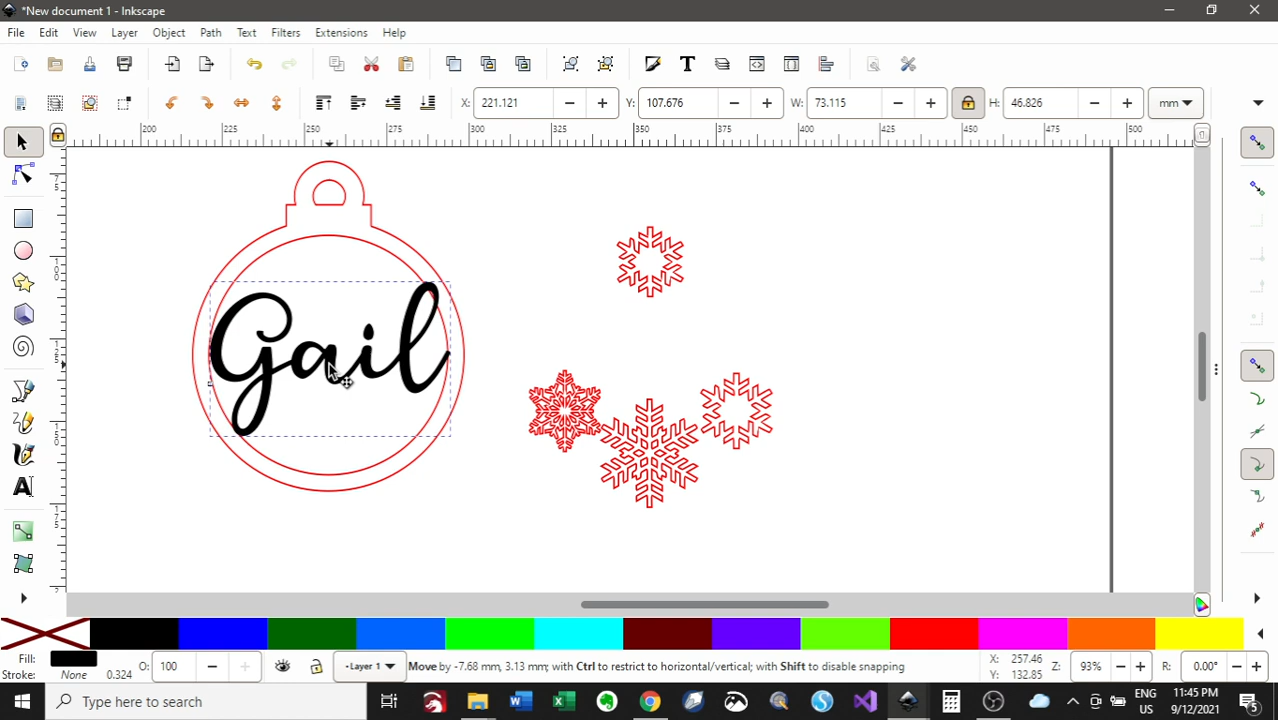 *New document 1 - Inkscape
File Edit View Layer Object Path Text Filters Extensions Help
X: 221.121 Y: 107.676 W: 73.115 H: 46.826 mm
200 225 250 275 300 325 350 375 400 425 450 475 500
Gail
Fill: O: 100 Layer 1 Move by -7.68 mm, 3.13 mm; with Ctrl to restrict to horizontal/vertical; with Shift to disable snapping X: 257.46 Z: 93% R: 0.00°
Stroke: None 0.324 Y: 132.85
Type here to search ENG 11:45 PM
US 9/12/2021 5